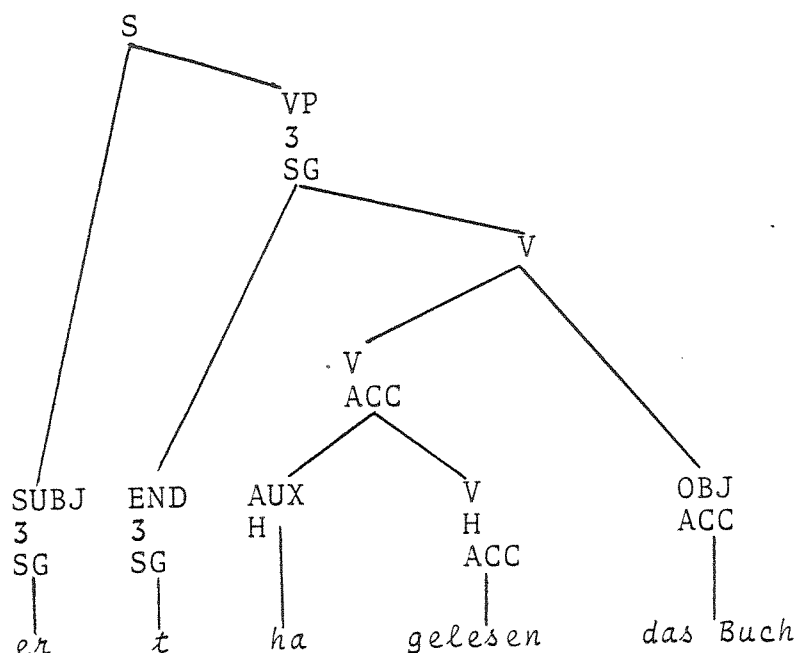 S
VP
3
SG
V
V
ACC
SUBJ END AUX V OBJ
3 3 H H ACC
SG SG ACC
er t ha gelesen das Buch